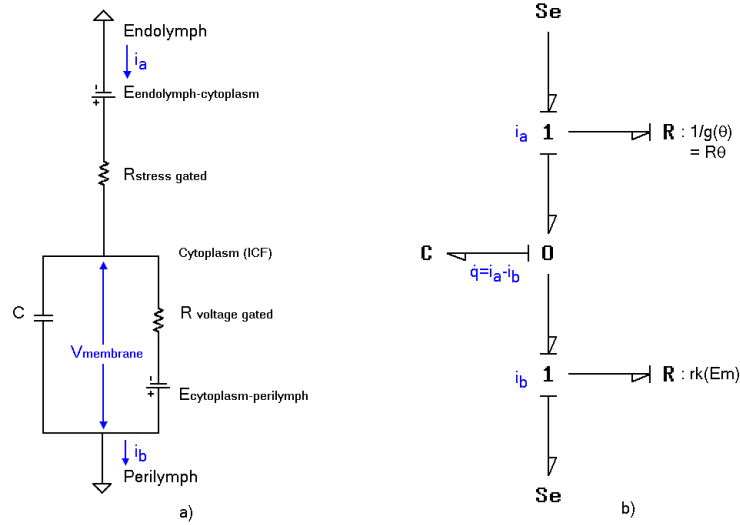 Endolymph
ia
-
+
Eendolymph-cytoplasm
Rstress gated
Cytoplasm (ICF)
C
R voltage gated
Vmembrane
-
+
Ecytoplasm-perilymph
ib
Perilymph
a)
Se
ia 1 R : 1/g(θ)
= Rθ
C 0
q̇=ia-ib
ib 1 R : rk(Em)
Se
b)